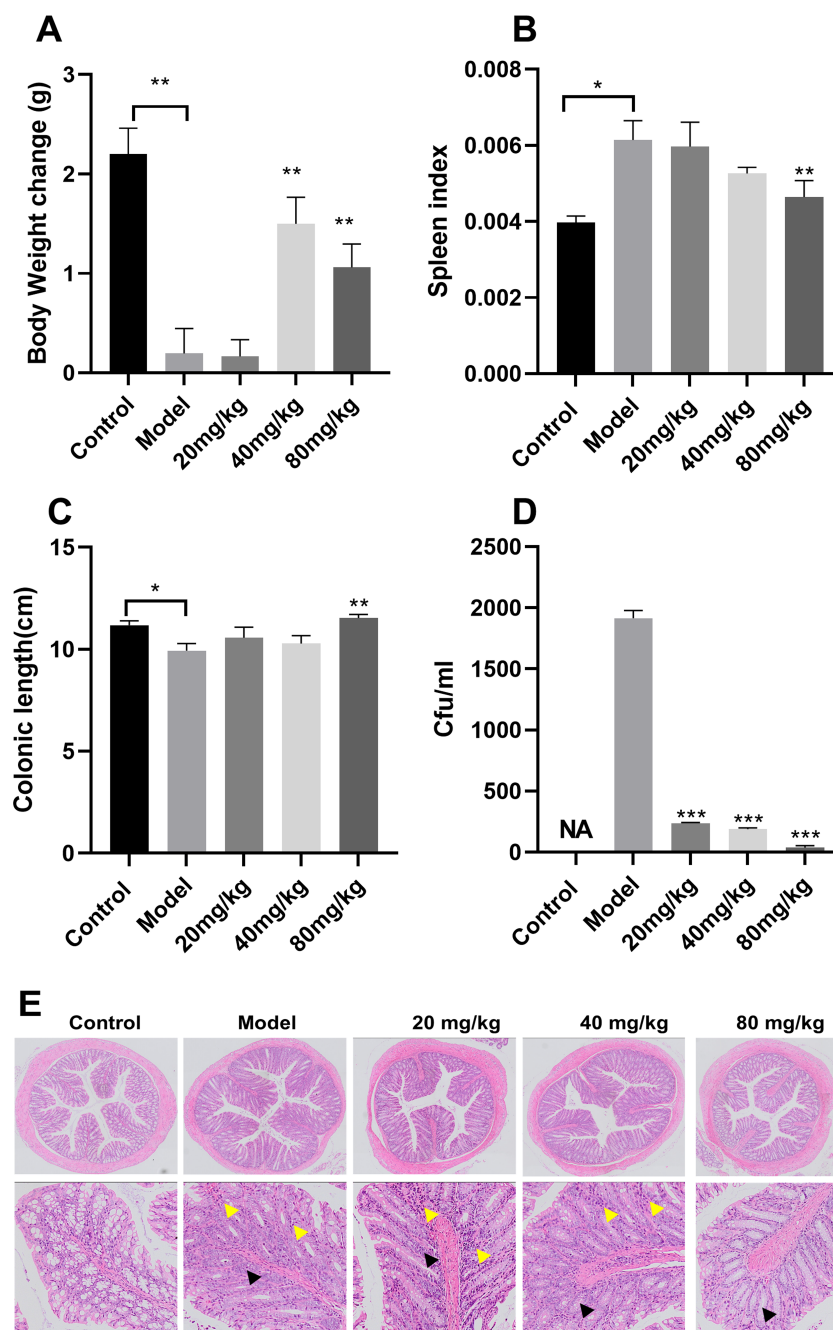 A
Body Weight change (g)
3
2
1
0
**
**
**
Control
Model
20mg/kg
40mg/kg
80mg/kg
B
Spleen index
0.008
0.006
0.004
0.002
0.000
*
**
Control
Model
20mg/kg
40mg/kg
80mg/kg
C
Colonic length(cm)
15
10
5
0
*
**
Control
Model
20mg/kg
40mg/kg
80mg/kg
D
Cfu/ml
2500
2000
1500
1000
500
0
NA
***
***
***
Control
Model
20mg/kg
40mg/kg
80mg/kg
E
Control
Model
20 mg/kg
40 mg/kg
80 mg/kg